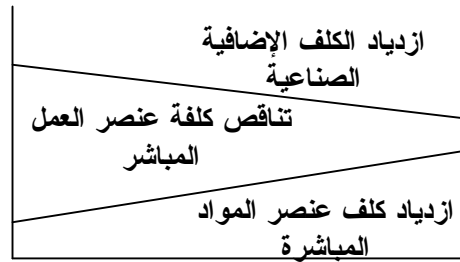 ازدياد الكلف الإضافية
الصناعية
تناقص كلفة عنصر العمل
المباشر
ازدياد كلف عنصر المواد
المباشرة